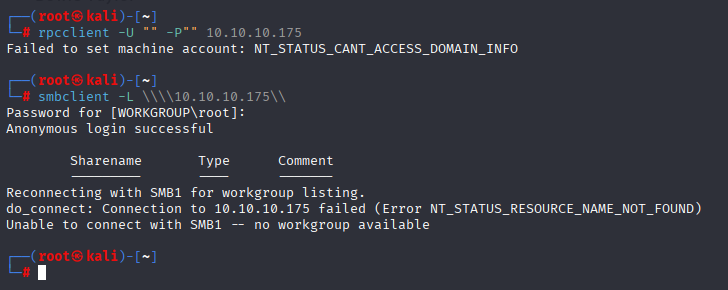 ┌──(root㉿kali)-[~]
└─# rpcclient -U "" -P"" 10.10.10.175
Failed to set machine account: NT_STATUS_CANT_ACCESS_DOMAIN_INFO
┌──(root㉿kali)-[~]
└─# smbclient -L \\\\10.10.10.175\\
Password for [WORKGROUP\root]:
Anonymous login successful
Sharename Type Comment
--------- ---- -------
Reconnecting with SMB1 for workgroup listing.
do_connect: Connection to 10.10.10.175 failed (Error NT_STATUS_RESOURCE_NAME_NOT_FOUND)
Unable to connect with SMB1 -- no workgroup available
┌──(root㉿kali)-[~]
└─#